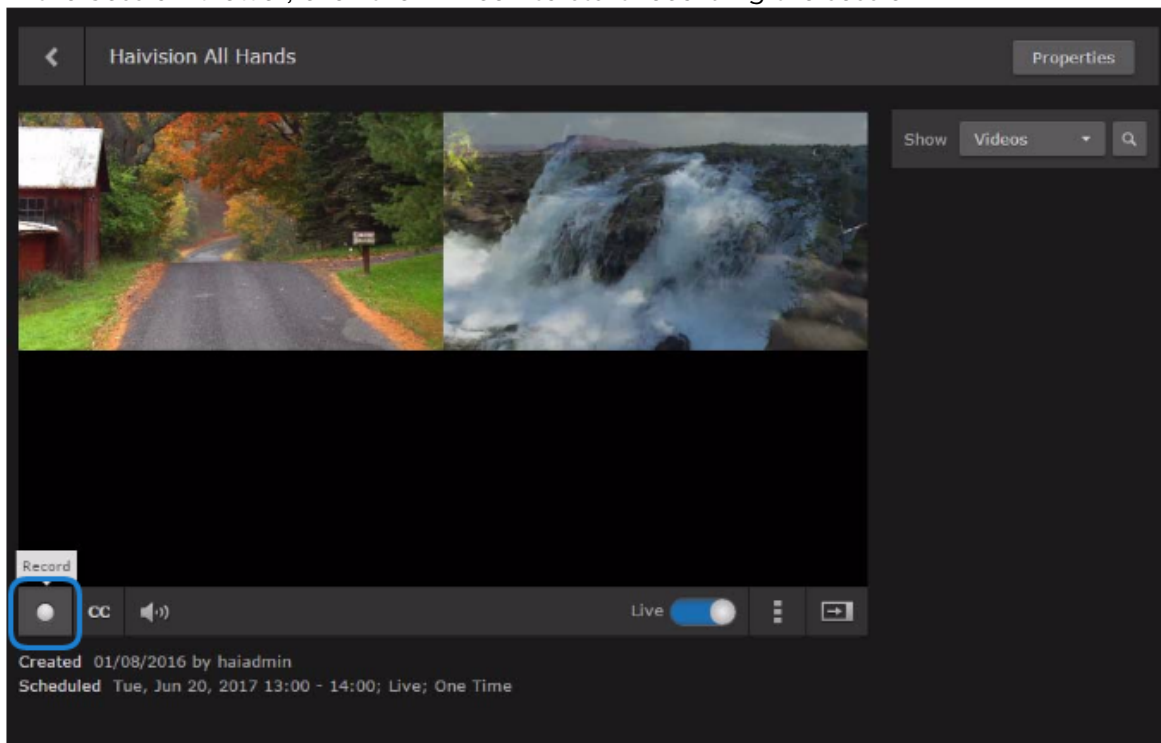 Haivision All Hands
Properties
Show Videos
Record
CC
Live
Created 01/08/2016 by haiadmin
Scheduled Tue, Jun 20, 2017 13:00 - 14:00; Live; One Time